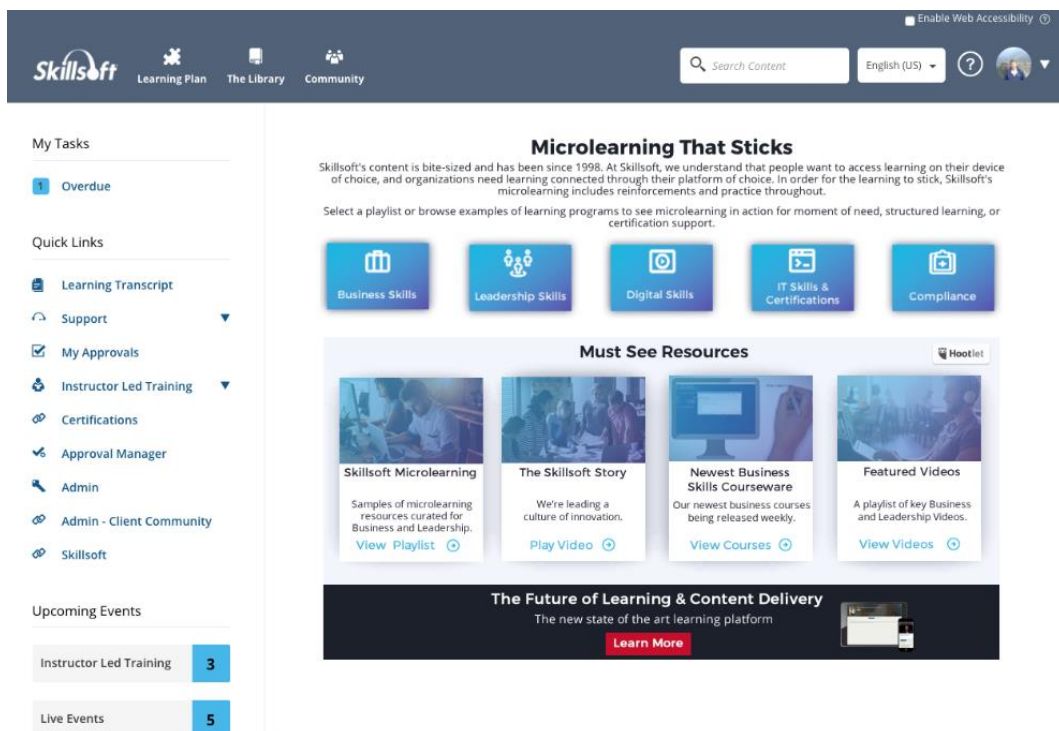 Enable Web Accessibility ?
Skillsoft
Learning Plan
The Library
Community
Search Content
English (US)
?
My Tasks
1 Overdue
Quick Links
Learning Transcript
Support
My Approvals
Instructor Led Training
Certifications
Approval Manager
Admin
Admin - Client Community
Skillsoft
Upcoming Events
Instructor Led Training 3
Live Events 5
Microlearning That Sticks
Skillsoft's content is bite-sized and has been since 1998. At Skillsoft, we understand that people want to access learning on their device
of choice, and organizations need learning connected through their platform of choice. In order for the learning to stick, Skillsoft's
microlearning includes reinforcements and practice throughout.
Select a playlist or browse examples of learning programs to see microlearning in action for moment of need, structured learning, or
certification support.
Business Skills
Leadership Skills
Digital Skills
IT Skills &
Certifications
Compliance
Must See Resources
Hootlet
Skillsoft Microlearning
Samples of microlearning
resources curated for
Business and Leadership.
View Playlist
The Skillsoft Story
We're leading a
culture of innovation.
Play Video
Newest Business
Skills Courseware
Our newest business courses
being released weekly.
View Courses
Featured Videos
A playlist of key Business
and Leadership Videos.
View Videos
The Future of Learning & Content Delivery
The new state of the art learning platform
Learn More